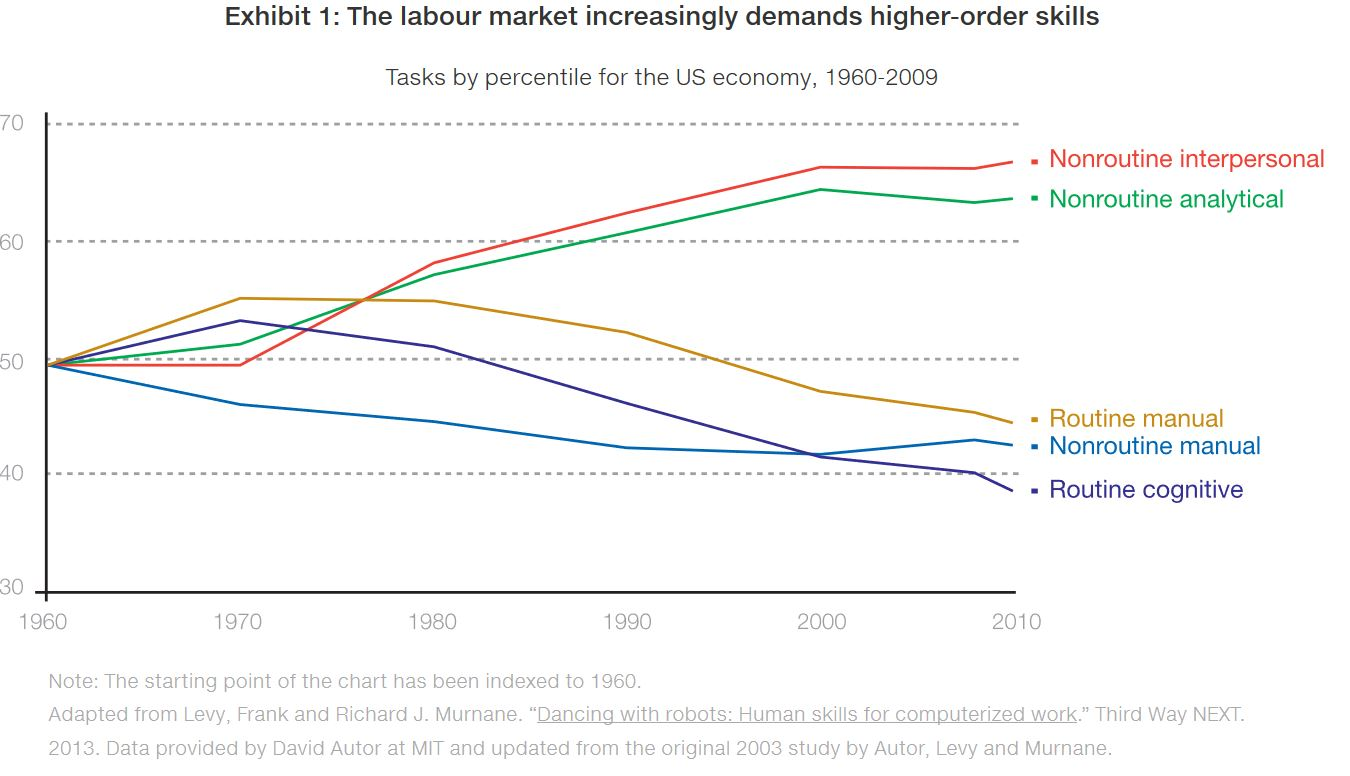 Exhibit 1: The labour market increasingly demands higher-order skills
Tasks by percentile for the US economy, 1960-2009
70
60
50
40
30
Nonroutine interpersonal
Nonroutine analytical
Routine manual
Nonroutine manual
Routine cognitive
1960 1970 1980 1990 2000 2010
Note: The starting point of the chart has been indexed to 1960.
Adapted from Levy, Frank and Richard J. Murnane. “Dancing with robots: Human skills for computerized work.” Third Way NEXT.
2013. Data provided by David Autor at MIT and updated from the original 2003 study by Autor, Levy and Murnane.